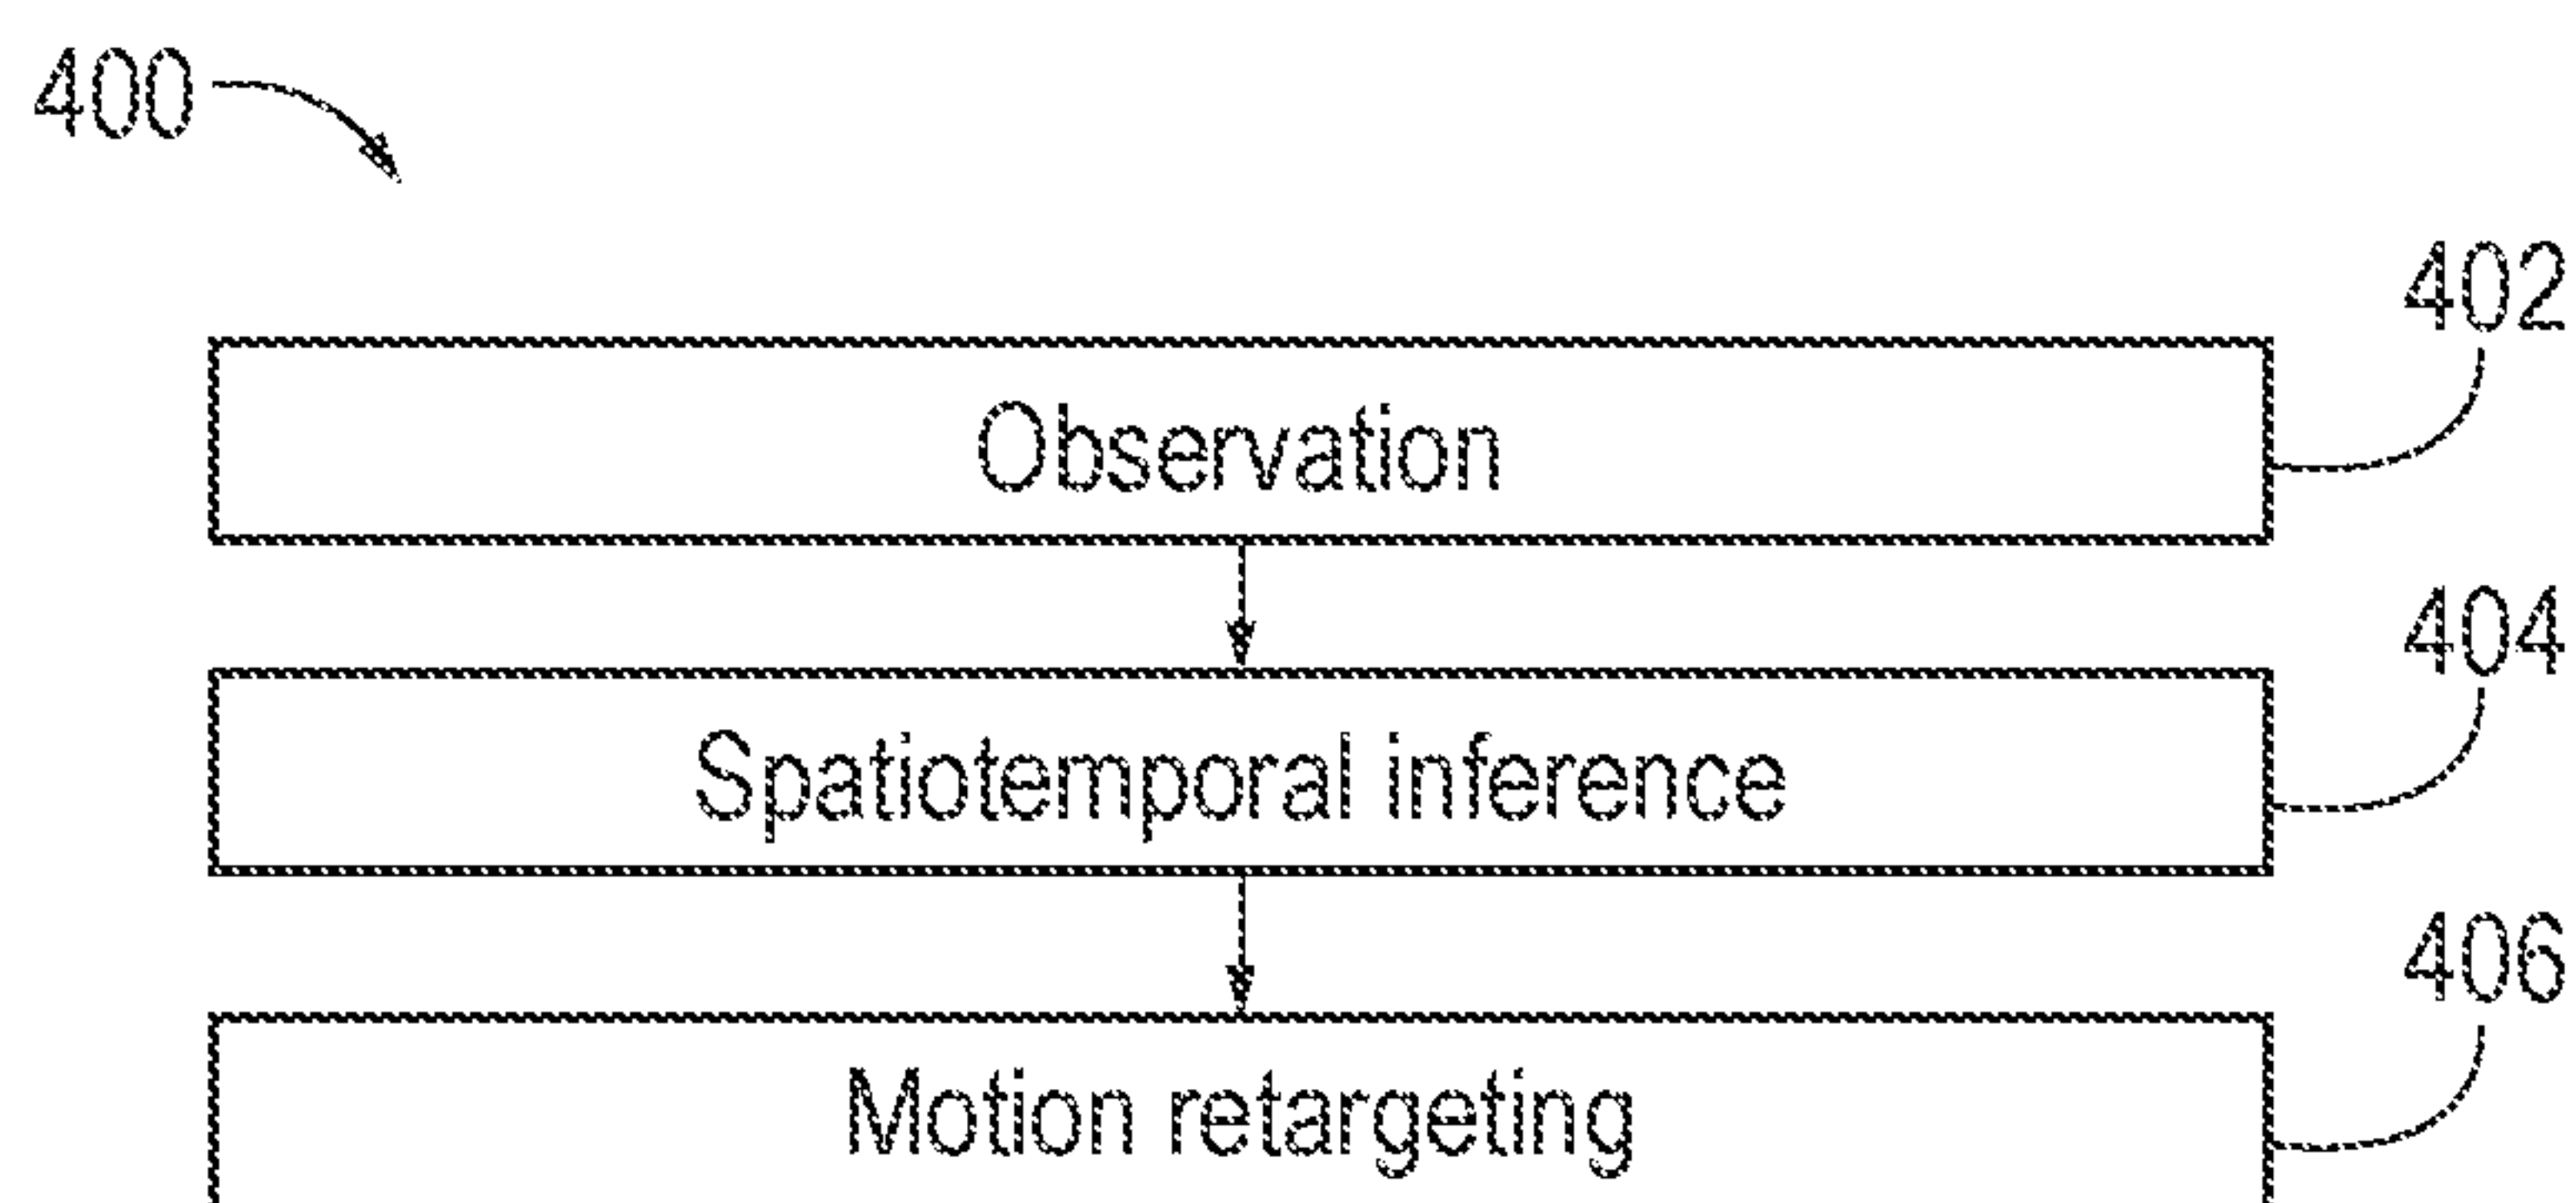 400
402
Observation
404
Spatiotemporal inference
406
Motion retargeting